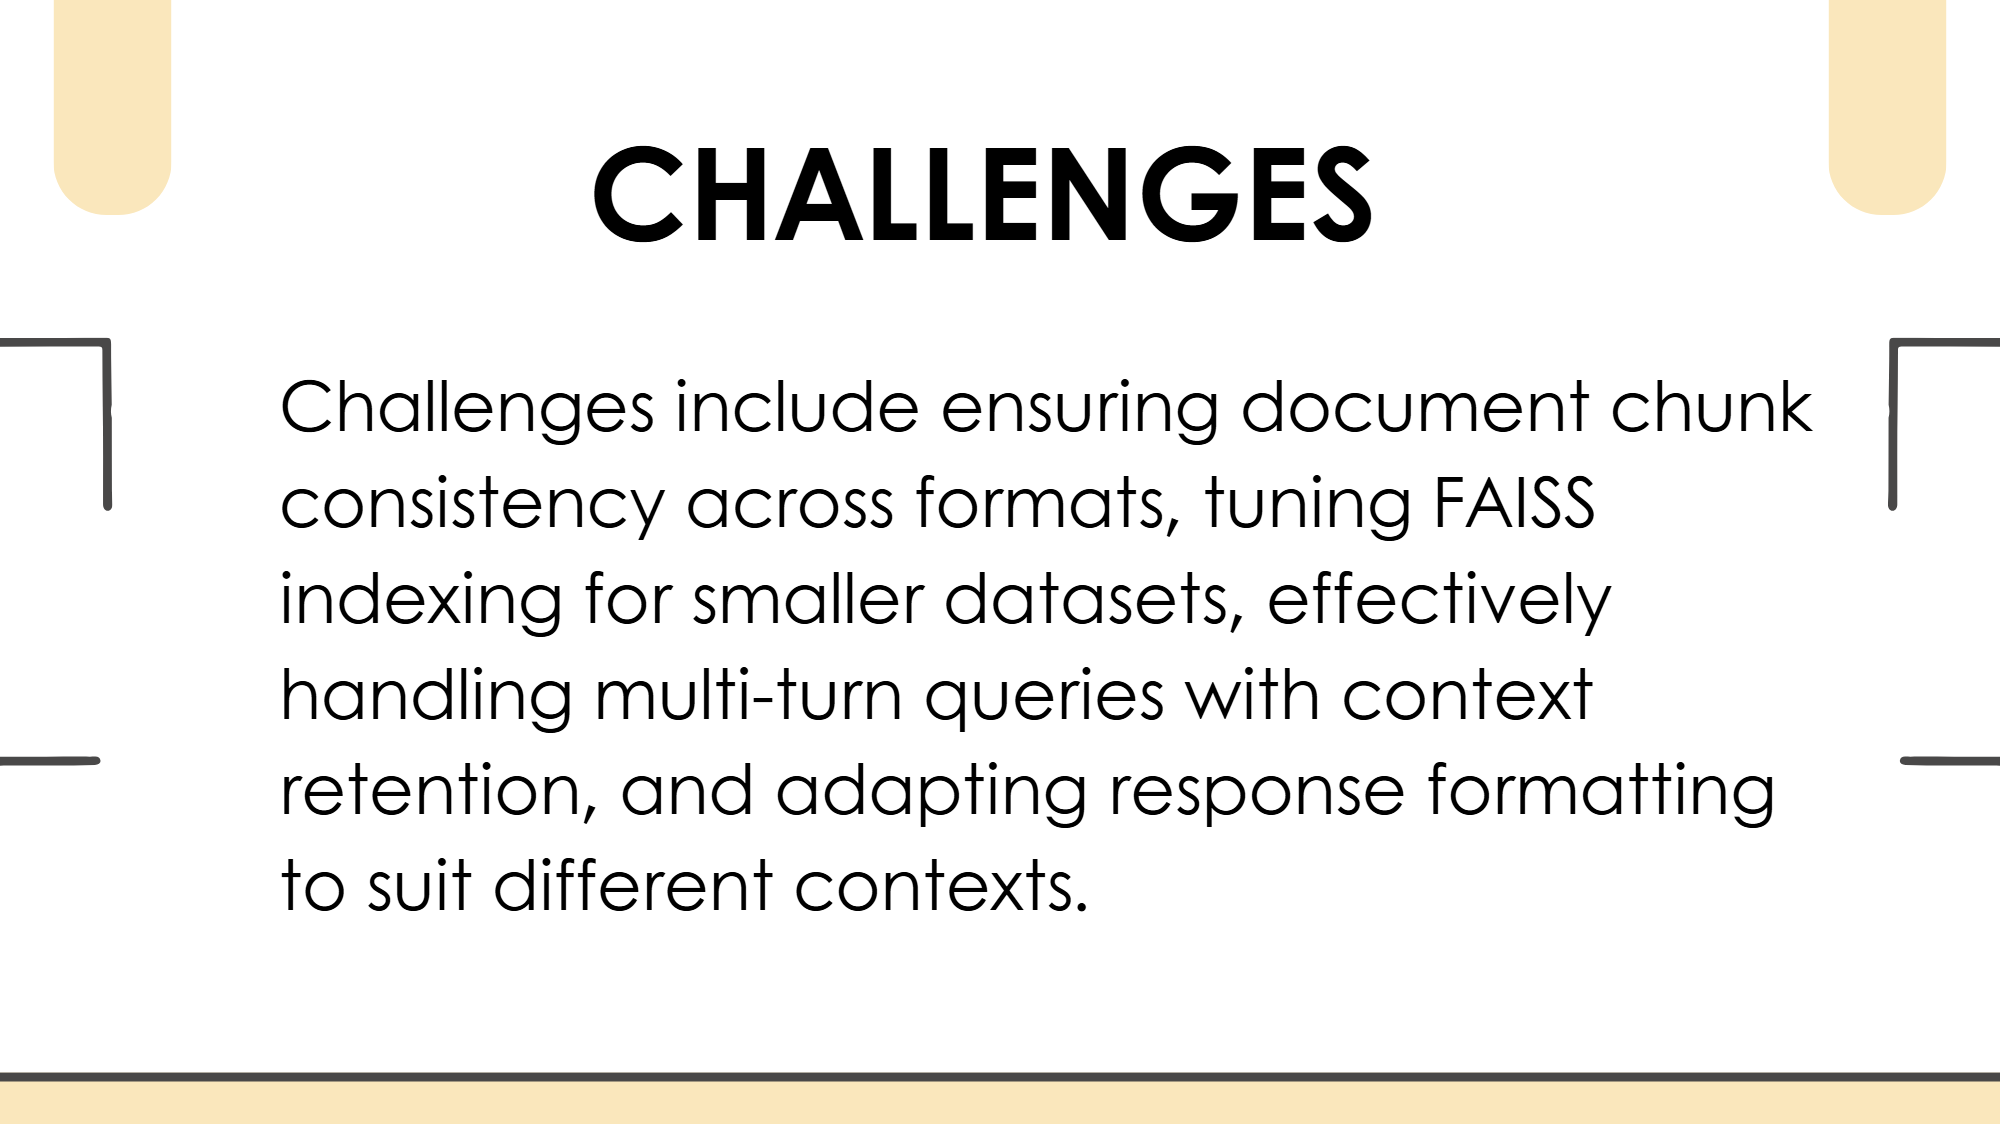 CHALLENGES
Challenges include ensuring document chunk
consistency across formats, tuning FAISS
indexing for smaller datasets, effectively
handling multi-turn queries with context
retention, and adapting response formatting
to suit different contexts.